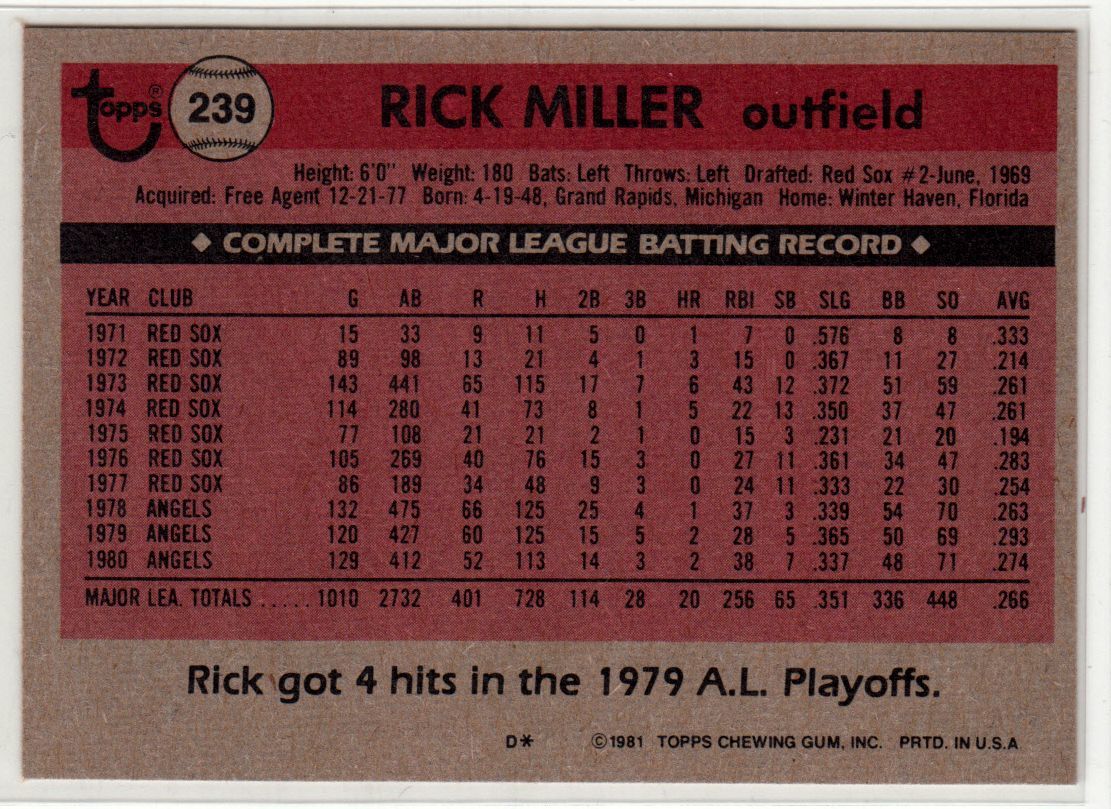 Topps® 239 RICK MILLER outfield
Height: 6'0" Weight: 180 Bats: Left Throws: Left Drafted: Red Sox #2-June, 1969
Acquired: Free Agent 12-21-77 Born: 4-19-48, Grand Rapids, Michigan Home: Winter Haven, Florida
◆ COMPLETE MAJOR LEAGUE BATTING RECORD ◆
YEAR CLUB G AB R H 2B 3B HR RBI SB SLG BB SO AVG
1971 RED SOX 15 33 9 11 5 0 1 7 0 .576 8 8 .333
1972 RED SOX 89 98 13 21 4 1 3 15 0 .367 11 27 .214
1973 RED SOX 143 441 65 115 17 7 6 43 12 .372 51 59 .261
1974 RED SOX 114 280 41 73 8 1 5 22 13 .350 37 47 .261
1975 RED SOX 77 108 21 21 2 1 0 15 3 .231 21 20 .194
1976 RED SOX 105 269 40 76 15 3 0 27 11 .361 34 47 .283
1977 RED SOX 86 189 34 48 9 3 0 24 11 .333 22 30 .254
1978 ANGELS 132 475 66 125 25 4 1 37 3 .339 54 70 .263
1979 ANGELS 120 427 60 125 15 5 2 28 5 .365 50 69 .293
1980 ANGELS 129 412 52 113 14 3 2 38 7 .337 48 71 .274
MAJOR LEA. TOTALS ..... 1010 2732 401 728 114 28 20 256 65 .351 336 448 .266
Rick got 4 hits in the 1979 A.L. Playoffs.
D* ©1981 TOPPS CHEWING GUM, INC. PRTD. IN U.S.A